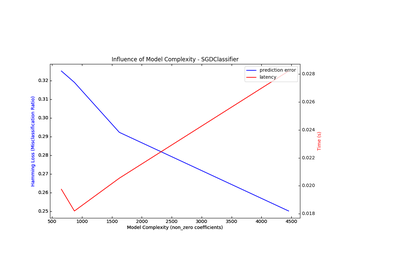 Influence of Model Complexity - SGDClassifier
prediction error
latency
Hamming Loss (Misclassification Ratio)
0.32
0.31
0.30
0.29
0.28
0.27
0.26
0.25
0.028
0.026
0.024
0.022
0.020
0.018
Time (s)
500 1000 1500 2000 2500 3000 3500 4000 4500
Model Complexity (non_zero coefficients)